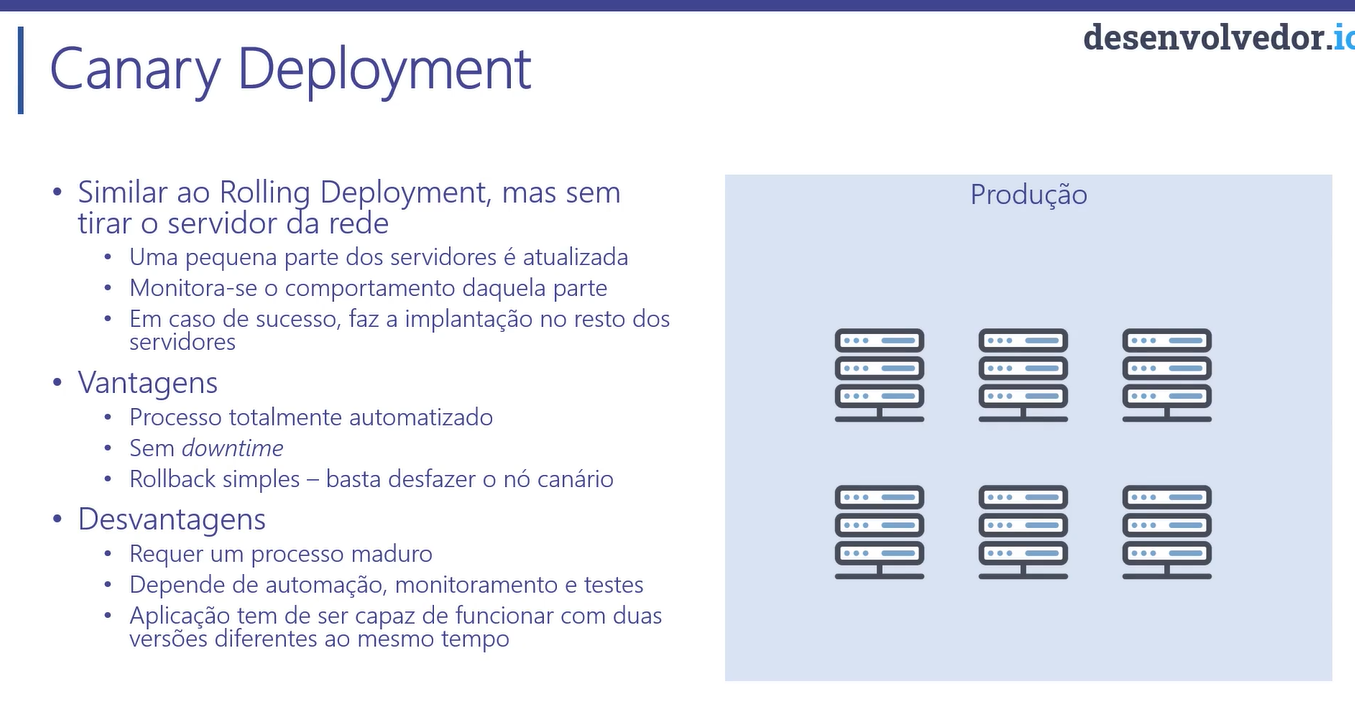 desenvolvedor.io
Canary Deployment
• Similar ao Rolling Deployment, mas sem
tirar o servidor da rede
• Uma pequena parte dos servidores é atualizada
• Monitora-se o comportamento daquela parte
• Em caso de sucesso, faz a implantação no resto dos
servidores
• Vantagens
• Processo totalmente automatizado
• Sem downtime
• Rollback simples – basta desfazer o nó canário
• Desvantagens
• Requer um processo maduro
• Depende de automação, monitoramento e testes
• Aplicação tem de ser capaz de funcionar com duas
versões diferentes ao mesmo tempo
Produção